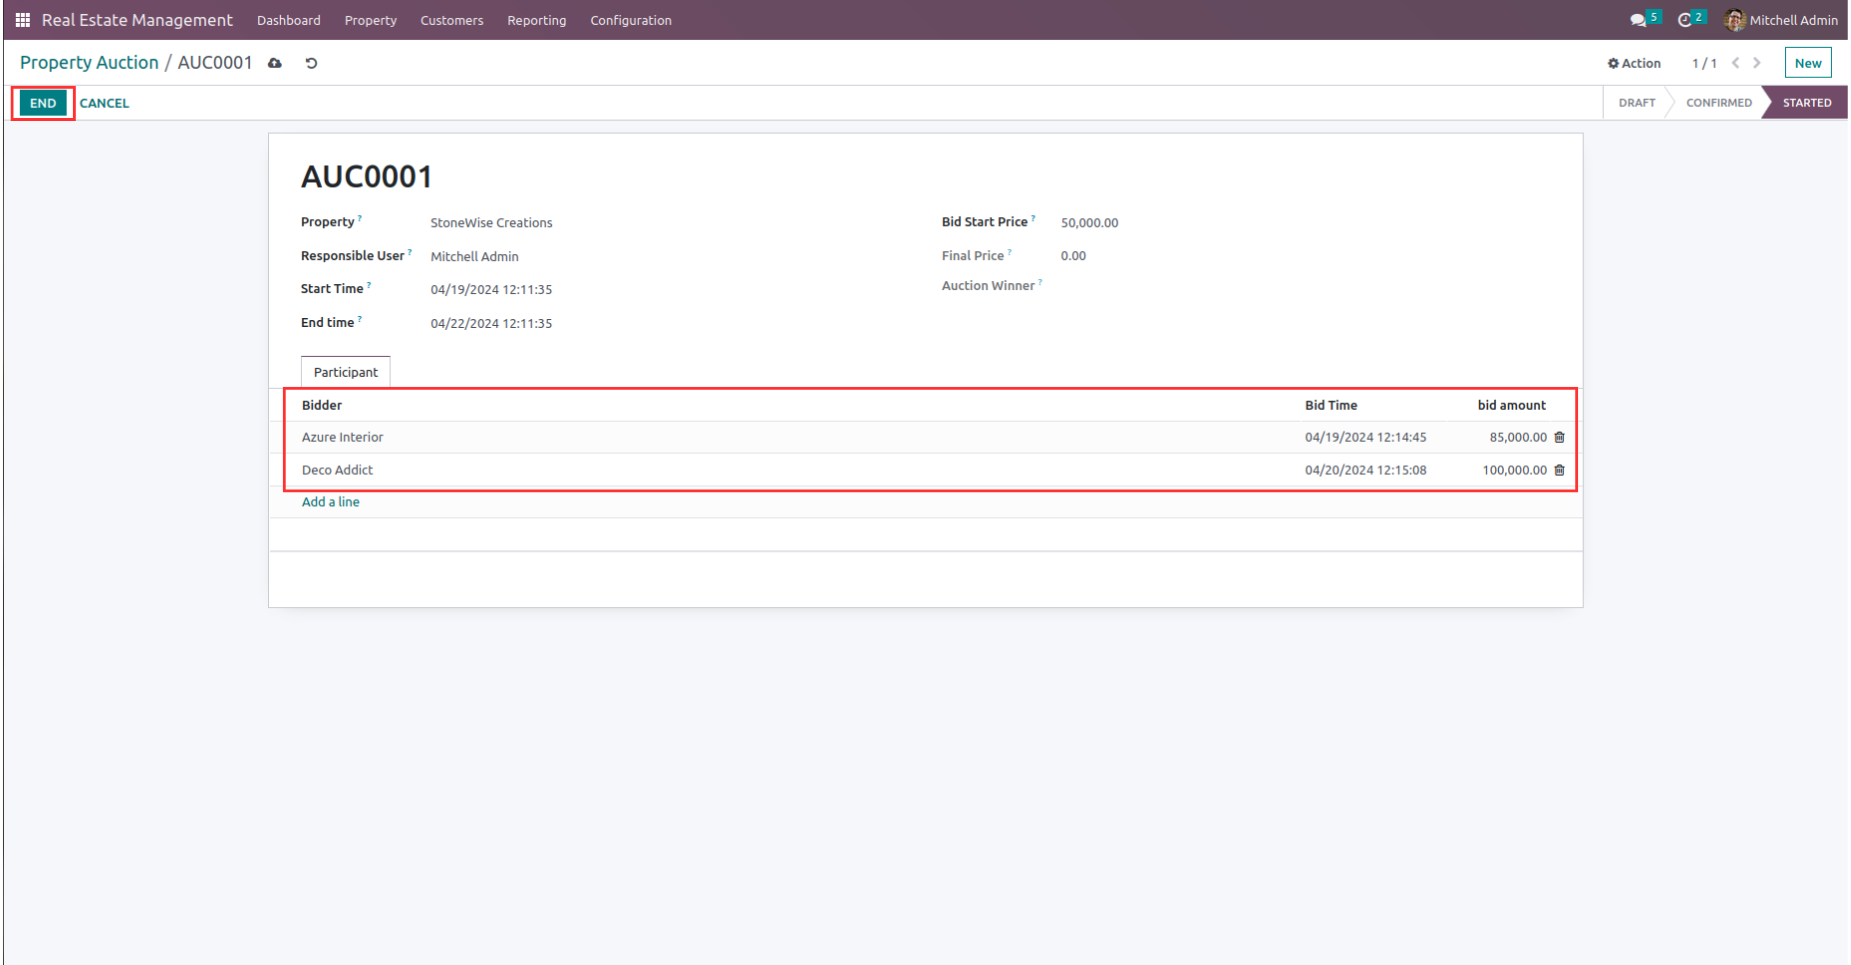 Real Estate Management Dashboard Property Customers Reporting Configuration 5 2 Mitchell Admin
Property Auction / AUC0001 Action 1 / 1 New
END CANCEL DRAFT CONFIRMED STARTED
AUC0001
Property ? StoneWise Creations Bid Start Price ? 50,000.00
Responsible User ? Mitchell Admin Final Price ? 0.00
Start Time ? 04/19/2024 12:11:35 Auction Winner ?
End time ? 04/22/2024 12:11:35
Participant
Bidder Bid Time bid amount
Azure Interior 04/19/2024 12:14:45 85,000.00
Deco Addict 04/20/2024 12:15:08 100,000.00
Add a line